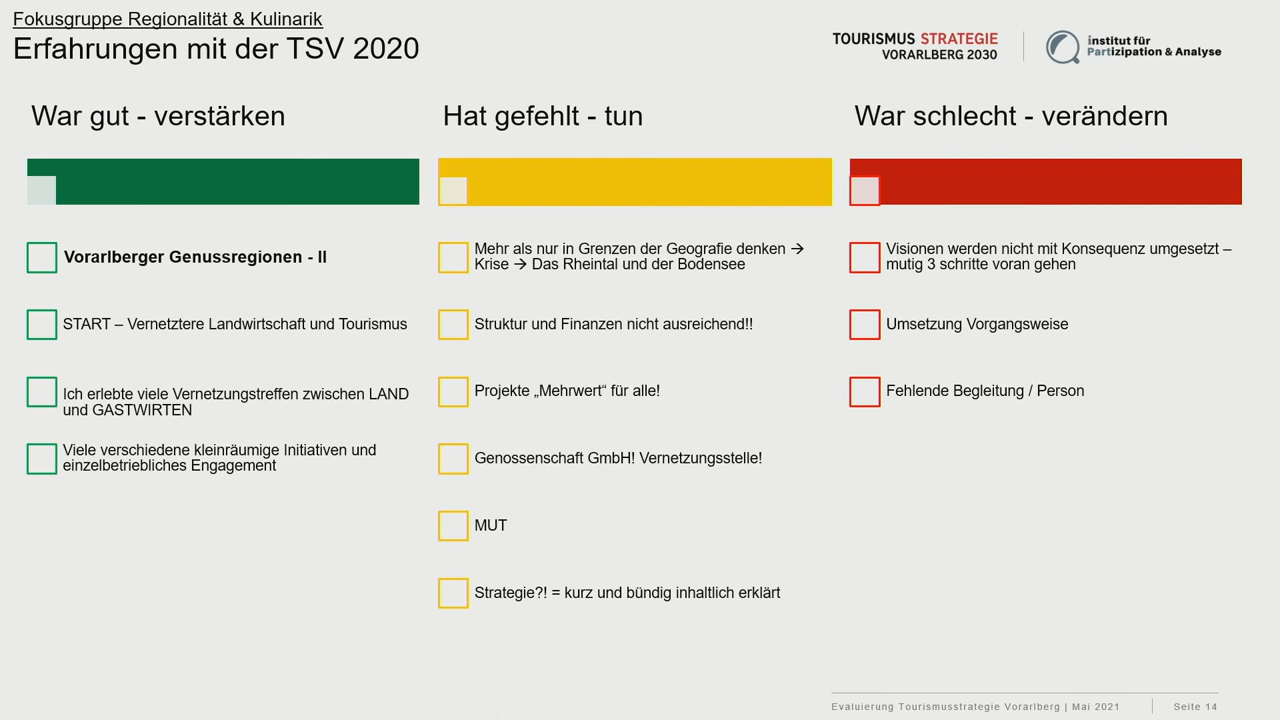 Fokusgruppe Regionalität & Kulinarik
Erfahrungen mit der TSV 2020
TOURISMUS STRATEGIE
VORARLBERG 2030
institut für
Partizipation & Analyse
War gut - verstärken
Vorarlberger Genussregionen - II
START – Vernetztere Landwirtschaft und Tourismus
Ich erlebte viele Vernetzungstreffen zwischen LAND
und GASTWIRTEN
Viele verschiedene kleinräumige Initiativen und
einzelbetriebliches Engagement
Hat gefehlt - tun
Mehr als nur in Grenzen der Geografie denken →
Krise → Das Rheintal und der Bodensee
Struktur und Finanzen nicht ausreichend!!
Projekte „Mehrwert“ für alle!
Genossenschaft GmbH! Vernetzungsstelle!
MUT
Strategie?! = kurz und bündig inhaltlich erklärt
War schlecht - verändern
Visionen werden nicht mit Konsequenz umgesetzt –
mutig 3 schritte voran gehen
Umsetzung Vorgangsweise
Fehlende Begleitung / Person
Evaluierung Tourismusstrategie Vorarlberg | Mai 2021
Seite 14